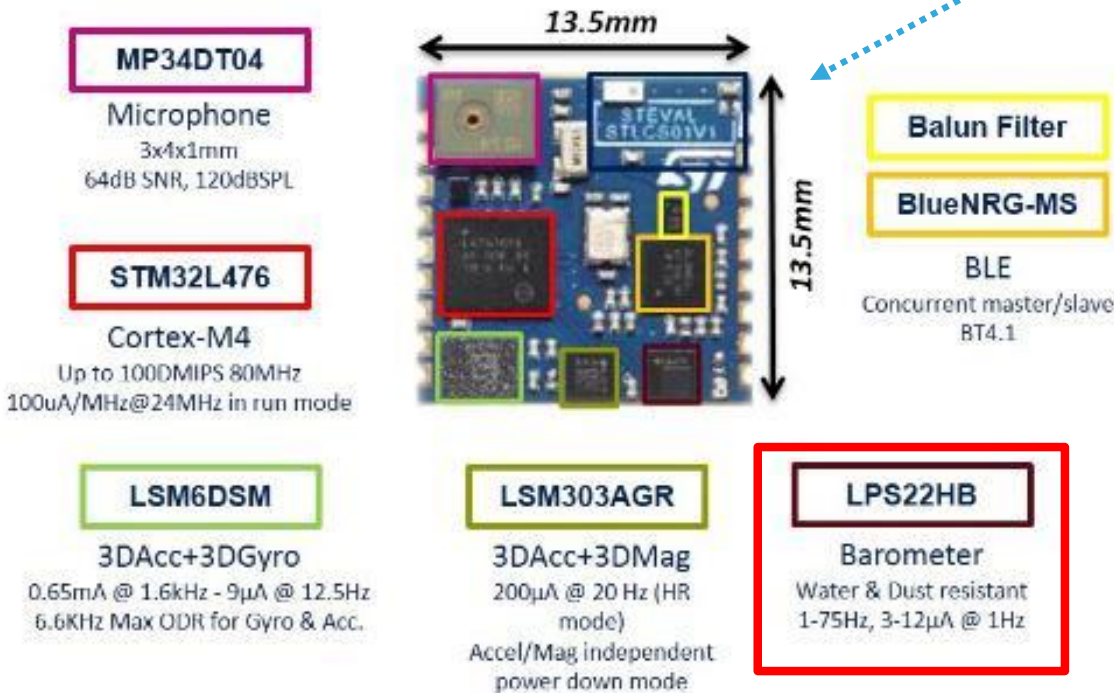 13.5mm
MP34DT04
Microphone
3x4x1mm
64dB SNR, 120dBSPL
STEVAL
STLCS01V1
13.5mm
Balun Filter
BlueNRG-MS
BLE
Concurrent master/slave
BT4.1
STM32L476
Cortex-M4
Up to 100DMIPS 80MHz
100uA/MHz@24MHz in run mode
LSM6DSM
3DAcc+3DGyro
0.65mA @ 1.6kHz - 9µA @ 12.5Hz
6.6KHz Max ODR for Gyro & Acc.
LSM303AGR
3DAcc+3DMag
200µA @ 20 Hz (HR
mode)
Accel/Mag independent
power down mode
LPS22HB
Barometer
Water & Dust resistant
1-75Hz, 3-12µA @ 1Hz